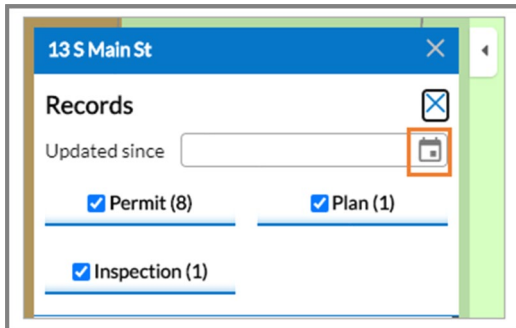 13 S Main St
Records
Updated since
Permit (8)
Plan (1)
Inspection (1)